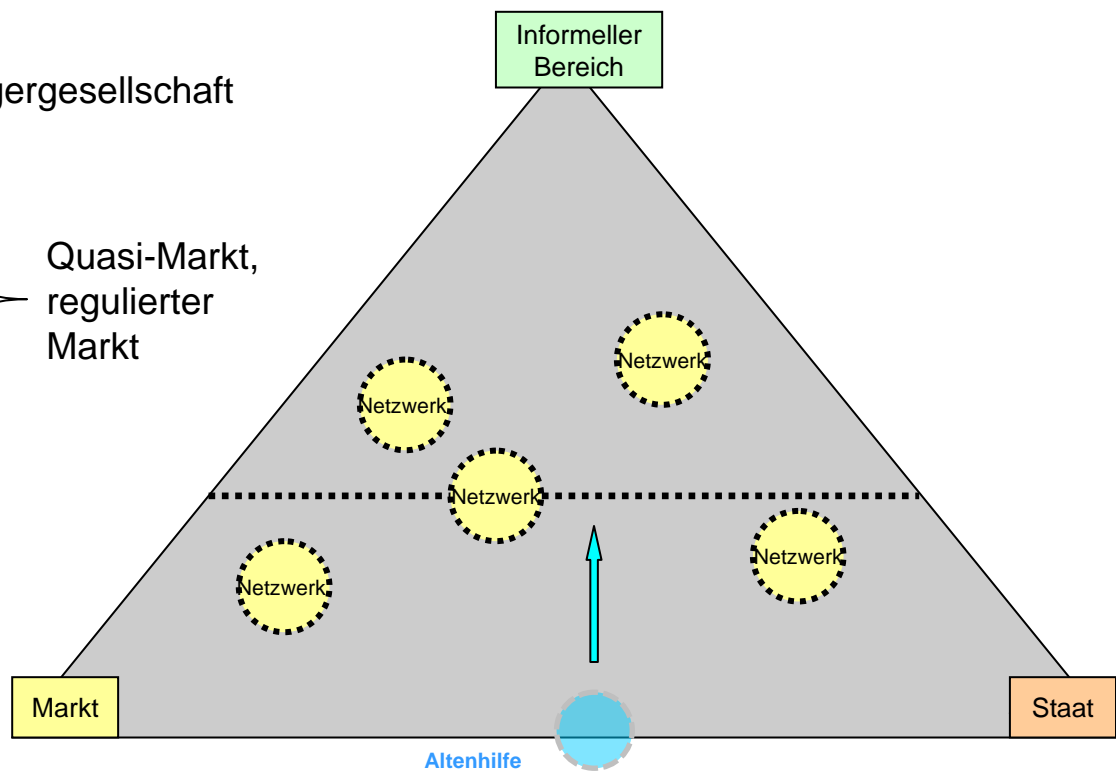 Informeller
Bereich
gergesellschaft
Quasi-Markt,
regulierter
Markt
Netzwerk
Netzwerk
Netzwerk
Netzwerk
Netzwerk
Markt
Staat
Altenhilfe